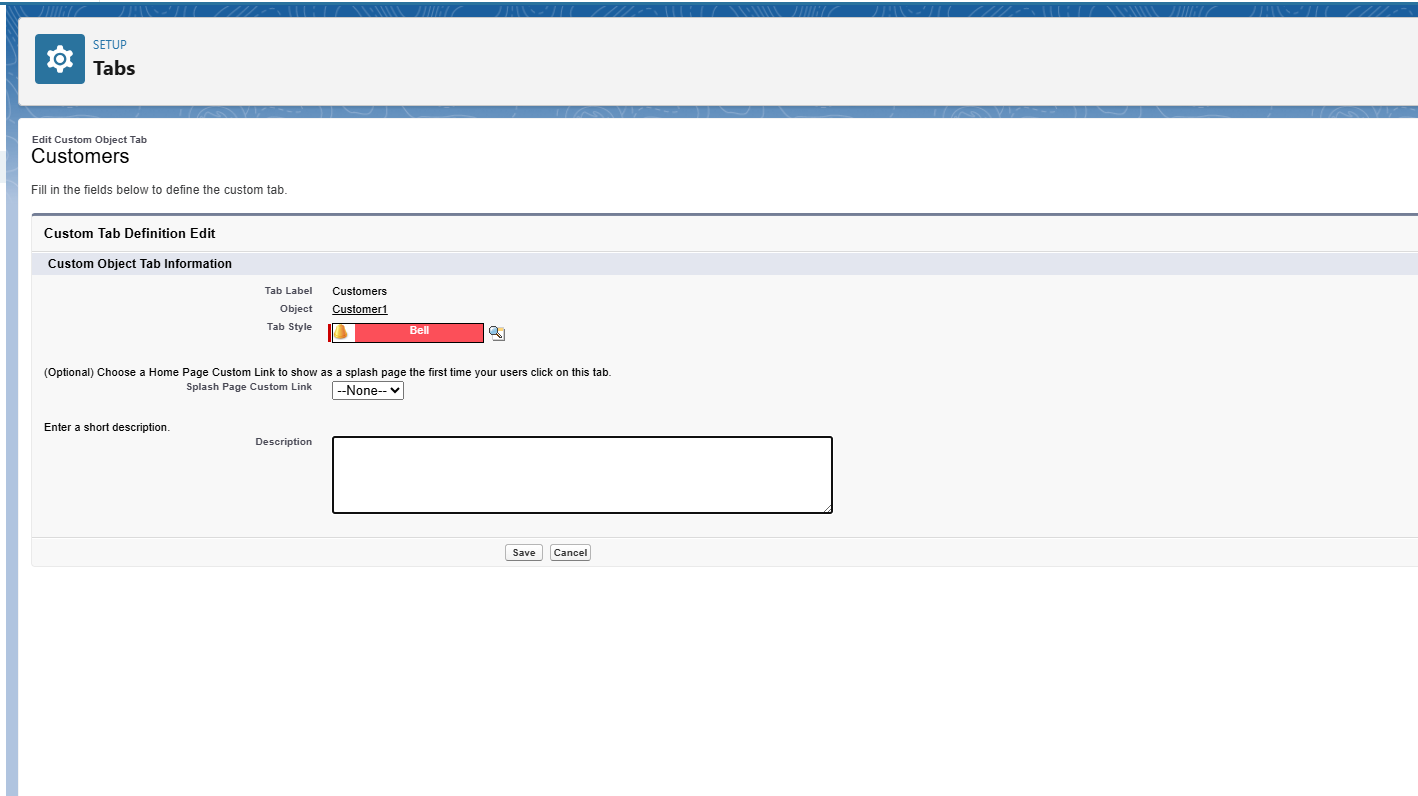 SETUP
Tabs
Edit Custom Object Tab
Customers
Fill in the fields below to define the custom tab.
Custom Tab Definition Edit
Custom Object Tab Information
Tab Label Customers
Object Customer1
Tab Style Bell
(Optional) Choose a Home Page Custom Link to show as a splash page the first time your users click on this tab.
Splash Page Custom Link --None--
Enter a short description.
Description
Save Cancel